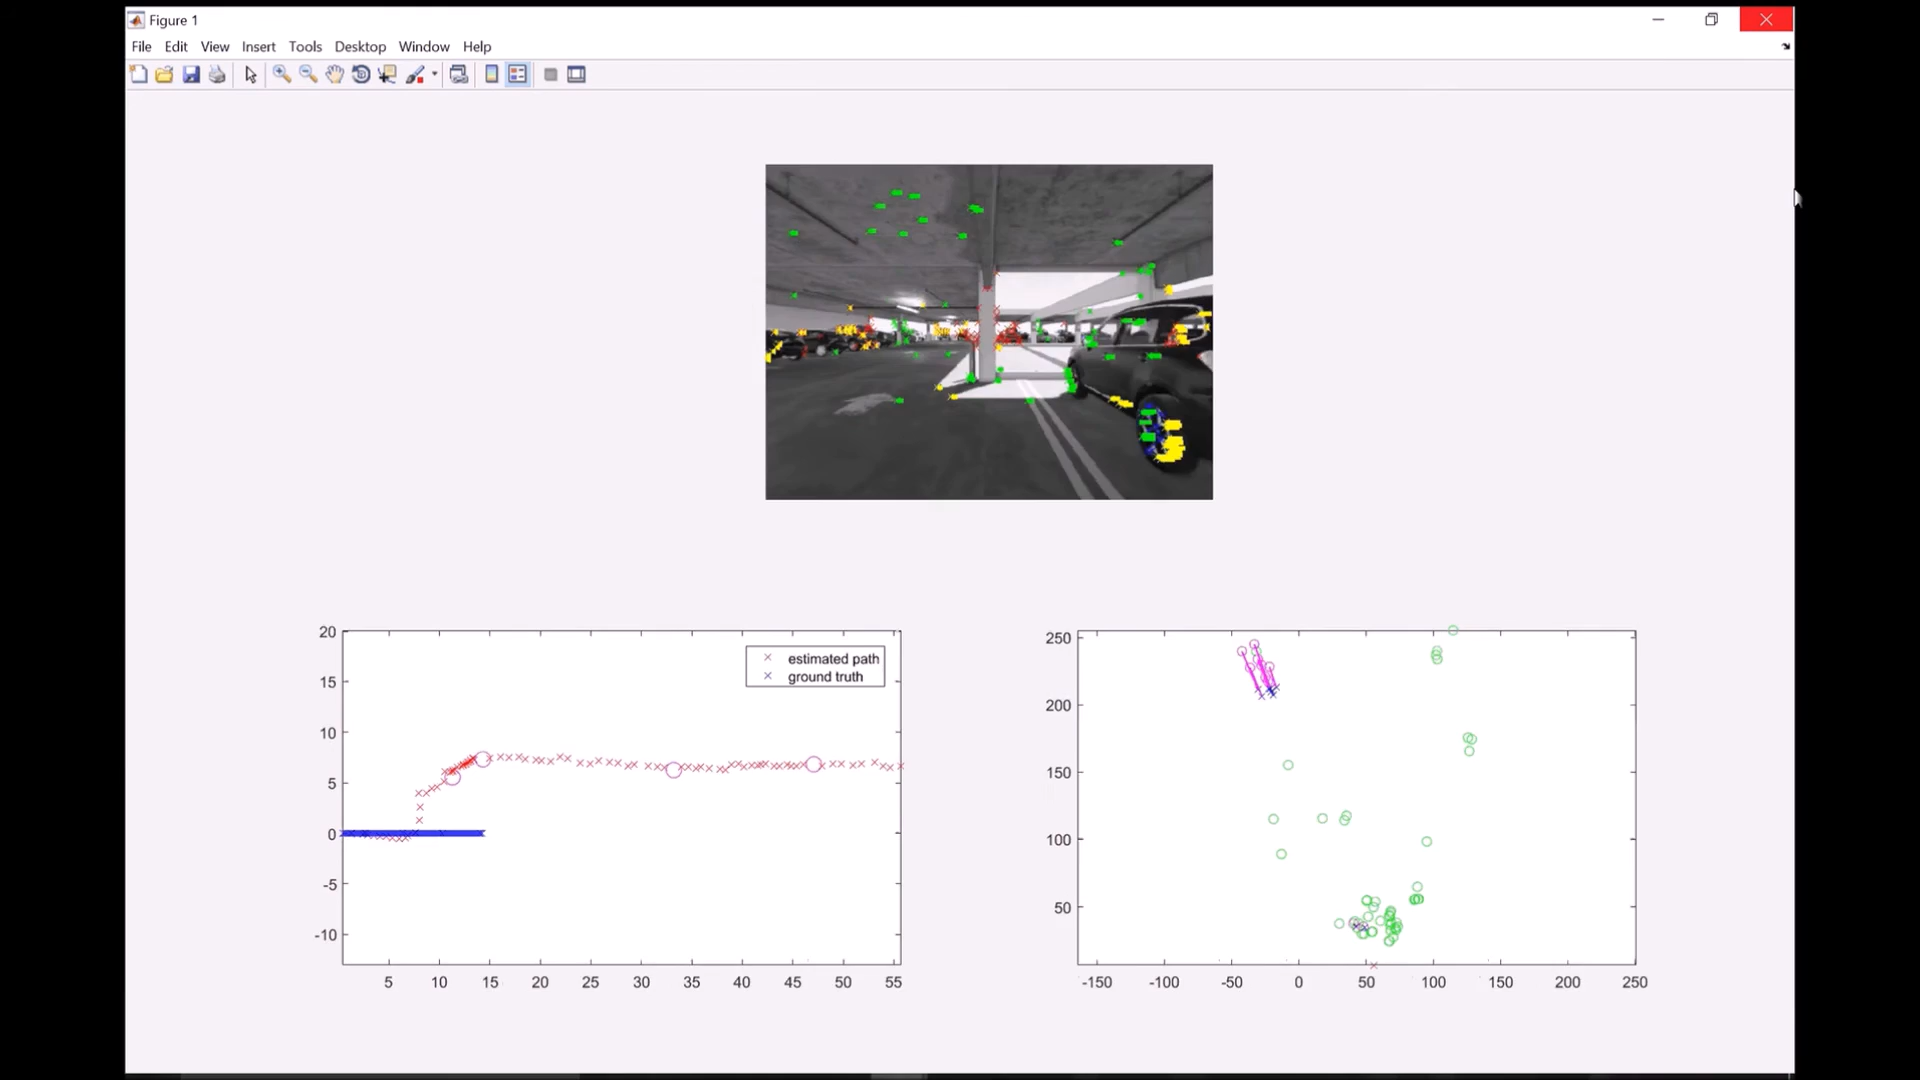 Figure 1
File Edit View Insert Tools Desktop Window Help
20
15
10
5
0
-5
-10
5 10 15 20 25 30 35 40 45 50 55
estimated path
ground truth
250
200
150
100
50
-150 -100 -50 0 50 100 150 200 250